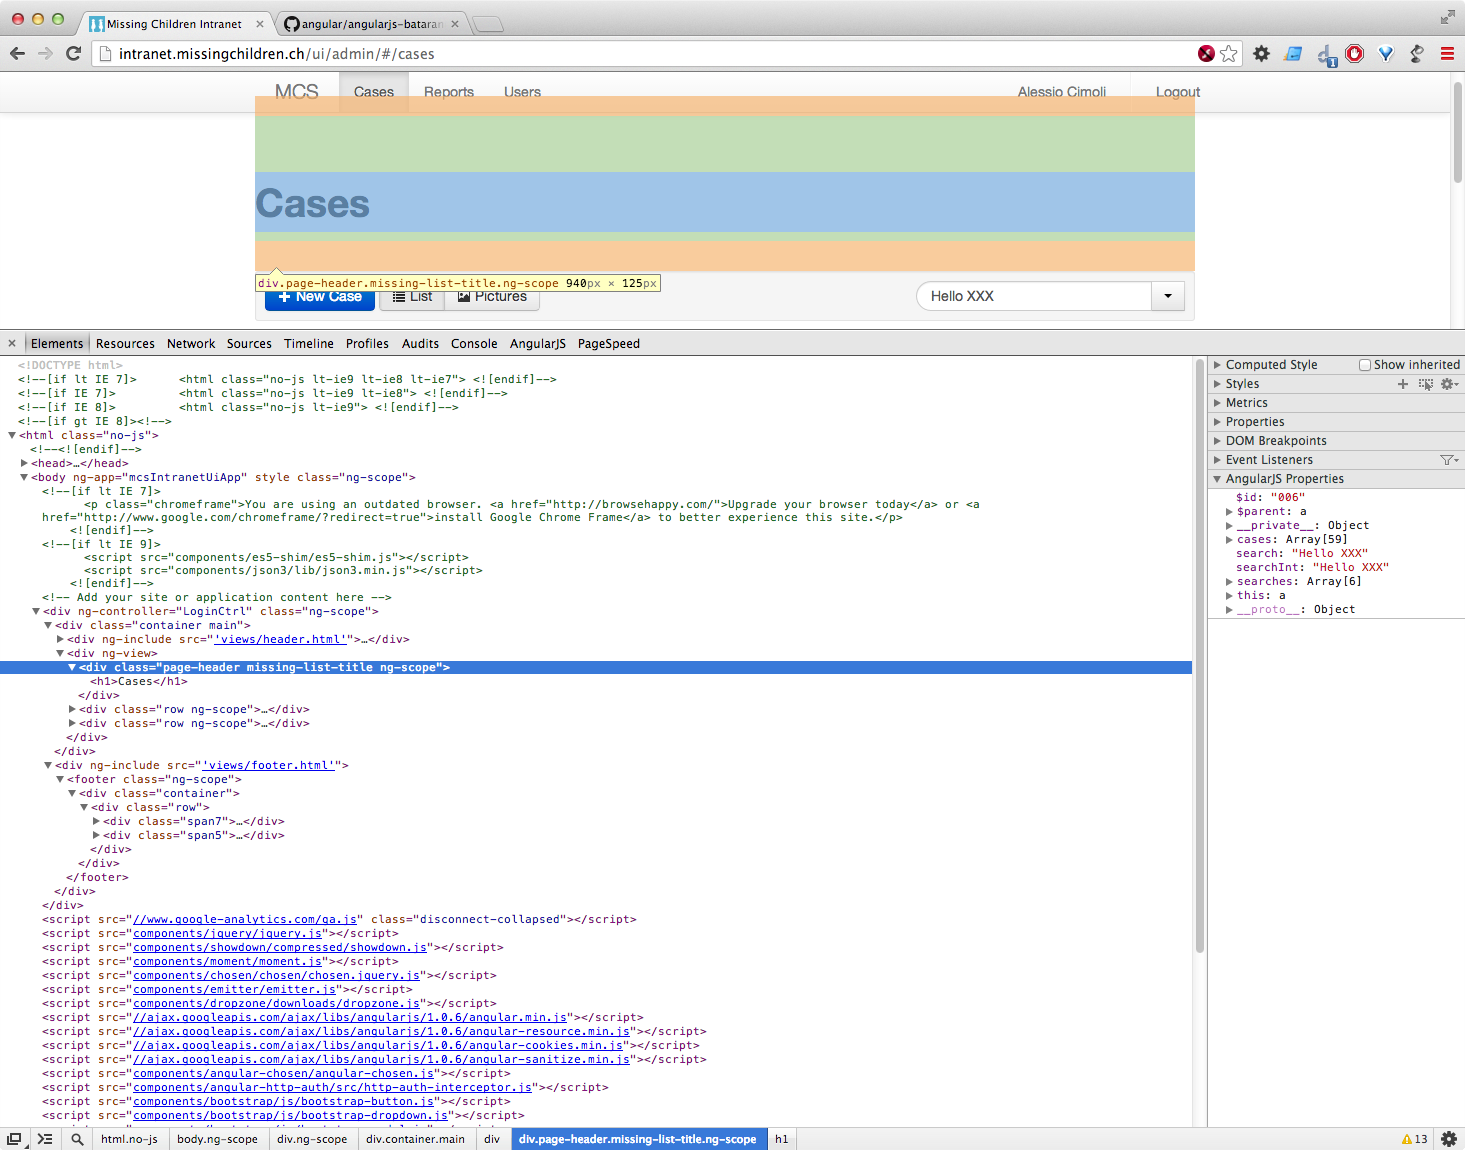 Missing Children Intranet
angular/angularjs-bataran
intranet.missingchildren.ch/ui/admin/#/cases
MCS Cases Reports Users Alessio Cimoli Logout
Cases
div.page-header.missing-list-title.ng-scope 940px × 125px
+ New Case List Pictures Hello XXX
Elements Resources Network Sources Timeline Profiles Audits Console AngularJS PageSpeed
<!DOCTYPE html>
<!--[if lt IE 7]>      <html class="no-js lt-ie9 lt-ie8 lt-ie7"> <![endif]-->
<!--[if IE 7]>         <html class="no-js lt-ie9 lt-ie8"> <![endif]-->
<!--[if IE 8]>         <html class="no-js lt-ie9"> <![endif]-->
<!--[if gt IE 8]><!-->
<html class="no-js">
<!--<![endif]-->
<head>…</head>
<body ng-app="mcsIntranetUiApp" style class="ng-scope">
<!--[if lt IE 7]>
<p class="chromeframe">You are using an outdated browser. <a href="http://browsehappy.com/">Upgrade your browser today</a> or <a
href="http://www.google.com/chromeframe/?redirect=true">install Google Chrome Frame</a> to better experience this site.</p>
<![endif]-->
<!--[if lt IE 9]>
<script src="components/es5-shim/es5-shim.js"></script>
<script src="components/json3/lib/json3.min.js"></script>
<![endif]-->
<!-- Add your site or application content here -->
<div ng-controller="LoginCtrl" class="ng-scope">
<div class="container main">
<div ng-include src="'views/header.html'">…</div>
<div ng-view>
<div class="page-header missing-list-title ng-scope">
<h1>Cases</h1>
</div>
<div class="row ng-scope">…</div>
<div class="row ng-scope">…</div>
</div>
</div>
<div ng-include src="'views/footer.html'">
<footer class="ng-scope">
<div class="container">
<div class="row">
<div class="span7">…</div>
<div class="span5">…</div>
</div>
</div>
</footer>
</div>
</div>
<script src="//www.google-analytics.com/ga.js" class="disconnect-collapsed"></script>
<script src="components/jquery/jquery.js"></script>
<script src="components/showdown/compressed/showdown.js"></script>
<script src="components/moment/moment.js"></script>
<script src="components/chosen/chosen/chosen.jquery.js"></script>
<script src="components/emitter/emitter.js"></script>
<script src="components/dropzone/downloads/dropzone.js"></script>
<script src="//ajax.googleapis.com/ajax/libs/angularjs/1.0.6/angular.min.js"></script>
<script src="//ajax.googleapis.com/ajax/libs/angularjs/1.0.6/angular-resource.min.js"></script>
<script src="//ajax.googleapis.com/ajax/libs/angularjs/1.0.6/angular-cookies.min.js"></script>
<script src="//ajax.googleapis.com/ajax/libs/angularjs/1.0.6/angular-sanitize.min.js"></script>
<script src="components/angular-chosen/angular-chosen.js"></script>
<script src="components/angular-http-auth/src/http-auth-interceptor.js"></script>
<script src="components/bootstrap/js/bootstrap-button.js"></script>
<script src="components/bootstrap/js/bootstrap-dropdown.js"></script>
Computed Style Show inherited
Styles
Metrics
Properties
DOM Breakpoints
Event Listeners
AngularJS Properties
$id: "006"
$parent: a
__private__: Object
cases: Array[59]
search: "Hello XXX"
searchInt: "Hello XXX"
searches: Array[6]
this: a
__proto__: Object
html.no-js body.ng-scope div.ng-scope div.container.main div div.page-header.missing-list-title.ng-scope h1 13